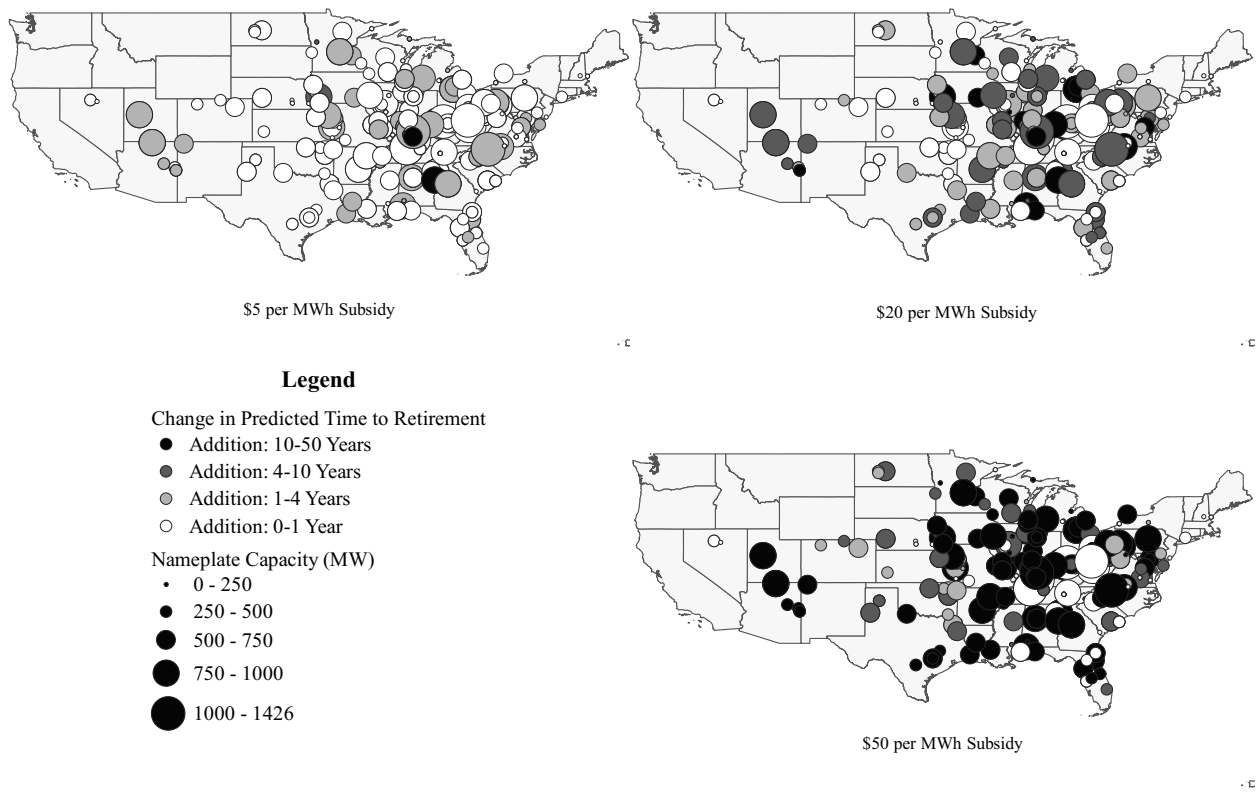 $5 per MWh Subsidy
$20 per MWh Subsidy
Legend
Change in Predicted Time to Retirement
Addition: 10-50 Years
Addition: 4-10 Years
Addition: 1-4 Years
Addition: 0-1 Year
Nameplate Capacity (MW)
0 - 250
250 - 500
500 - 750
750 - 1000
1000 - 1426
$50 per MWh Subsidy